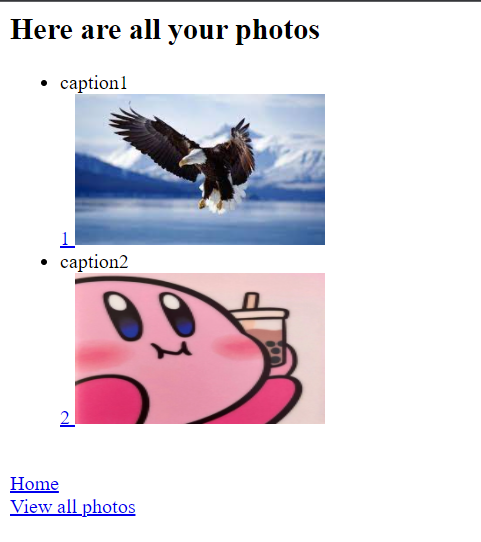 Here are all your photos
caption1
1
caption2
2
Home
View all photos